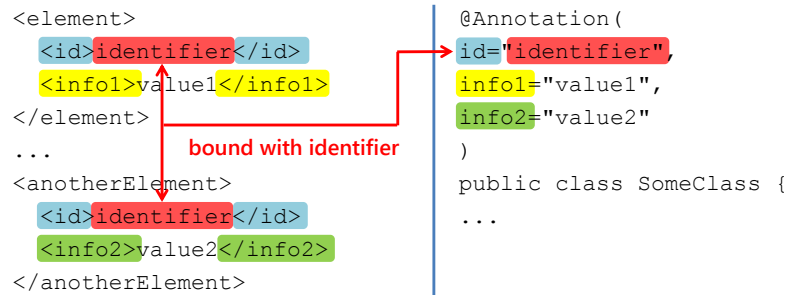 <element>
<id>identifier</id>
<info1>value1</info1>
</element>
...
bound with identifier
<anotherElement>
<id>identifier</id>
<info2>value2</info2>
</anotherElement>
@Annotation(
id="identifier",
info1="value1",
info2="value2"
)
public class SomeClass {
...